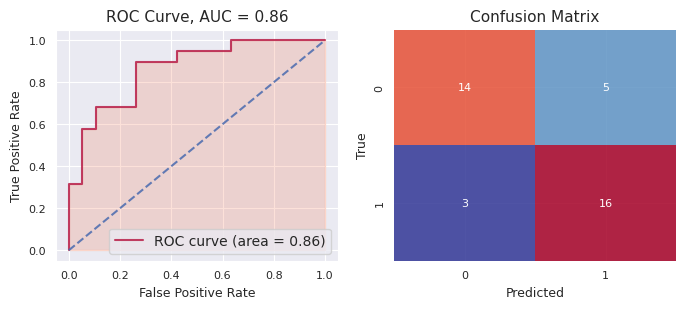 ROC Curve, AUC = 0.86
1.0
0.8
0.6
0.4
0.2
0.0
True Positive Rate
0.0 0.2 0.4 0.6 0.8 1.0
False Positive Rate
ROC curve (area = 0.86)
Confusion Matrix
14 5
3 16
0
1
True
0 1
Predicted